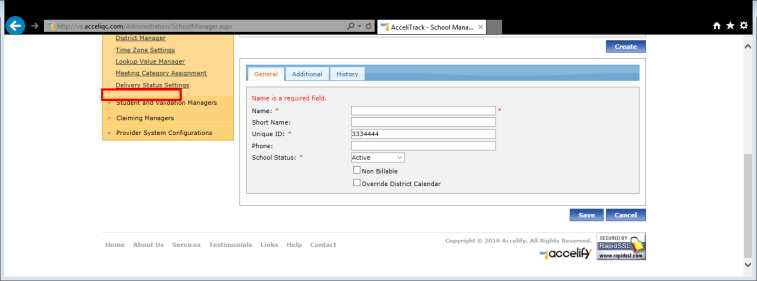 http://vs.acceliqc.com/Administration/SchoolManager.aspx
AcceliTrack - School Mana... ×
District Manager
Time Zone Settings
Lookup Value Manager
Meeting Category Assignment
Delivery Status Settings
Student and Validation Managers
Claiming Managers
Provider System Configurations
Create
General Additional History
Name is a required field.
Name: * *
Short Name:
Unique ID: * 3334444
Phone:
School Status: * Active
Non Billable
Override District Calendar
Save Cancel
Home About Us Services Testimonials Links Help Contact
Copyright © 2016 Accelify. All Rights Reserved.
accelify
SECURED BY
RapidSSL
www.rapidssl.com